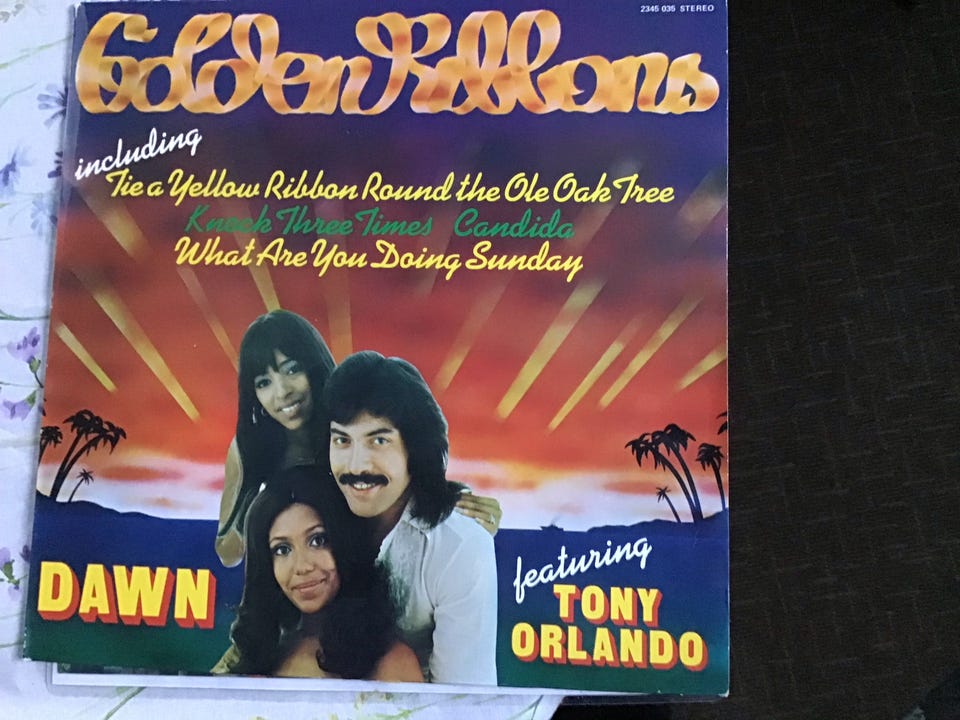 2345 035 STEREO
Golden Ribbons
including
Tie a Yellow Ribbon Round the Ole Oak Tree
Knock Three Times Candida
What Are You Doing Sunday
DAWN
featuring
TONY
ORLANDO